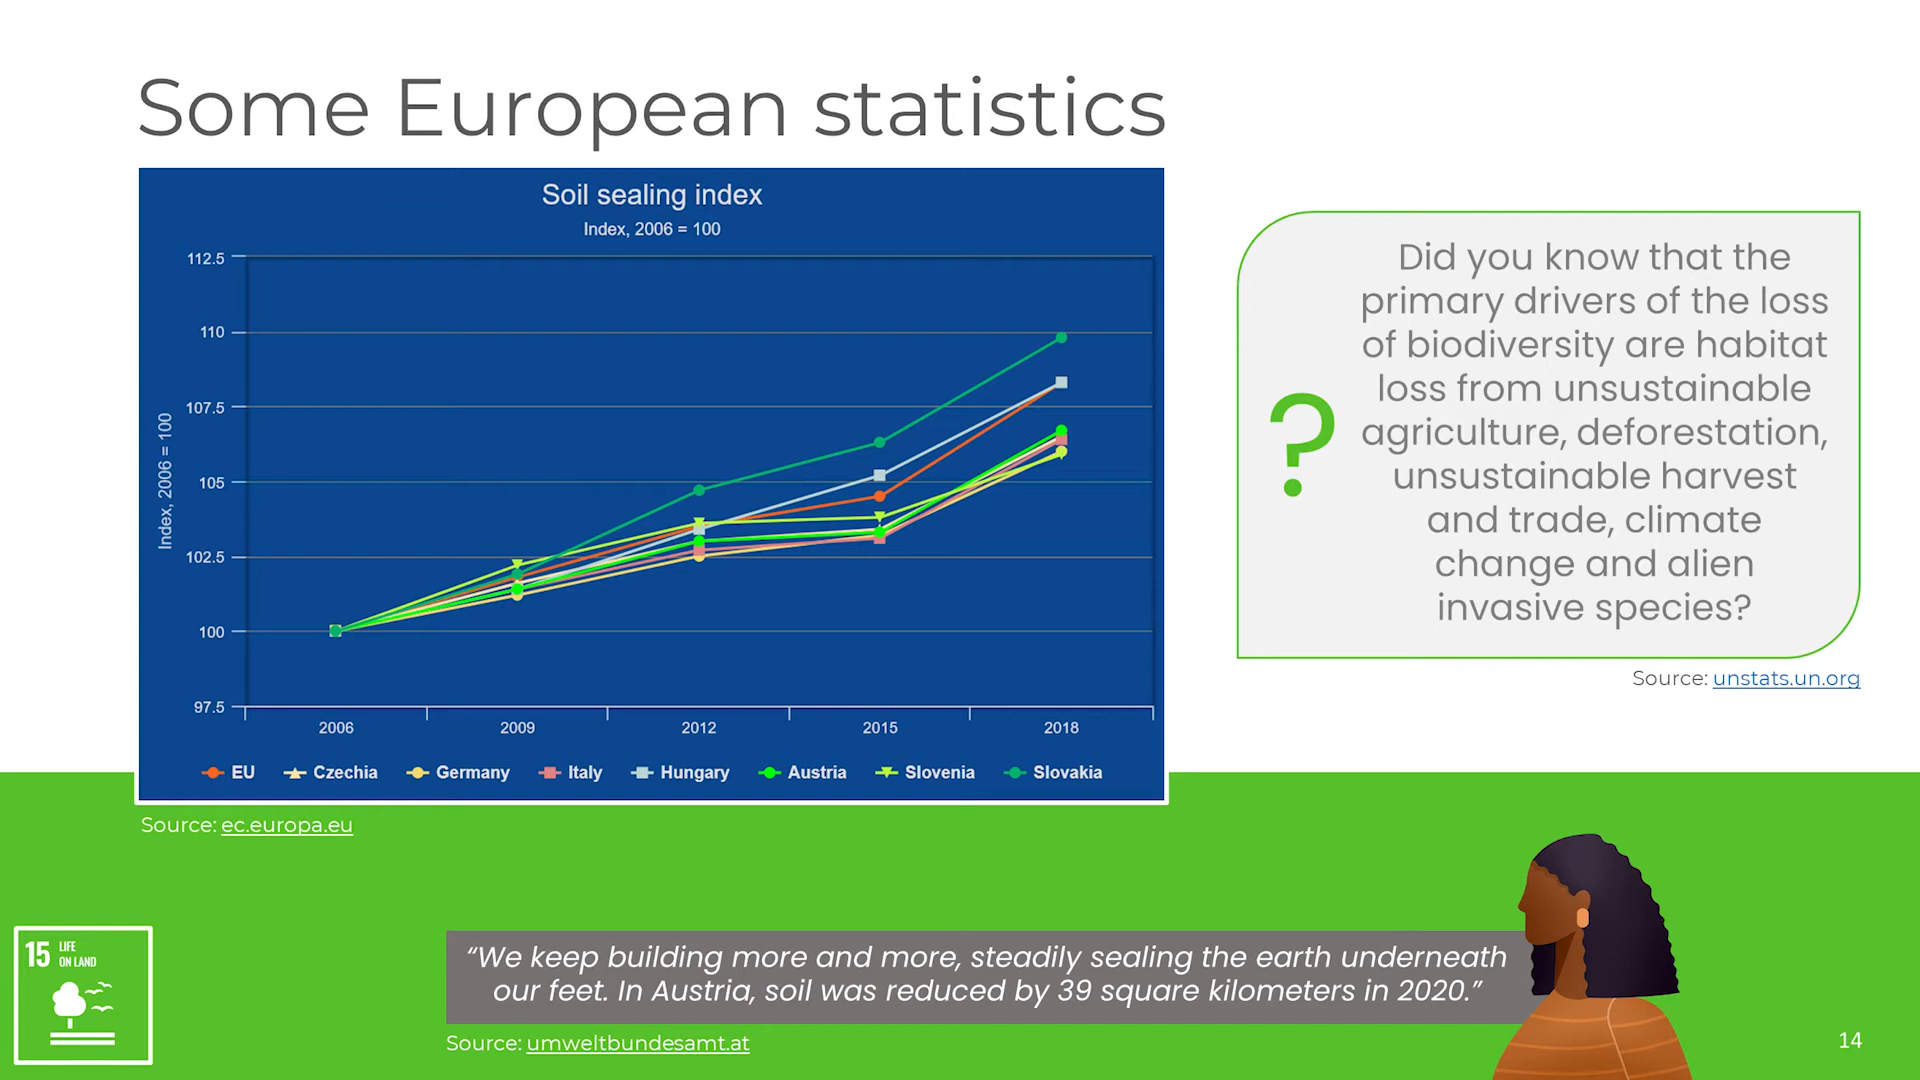 Some European statistics
Soil sealing index
Index, 2006 = 100
Index, 2006 = 100
112.5
110
107.5
105
102.5
100
97.5
2006 2009 2012 2015 2018
EU Czechia Germany Italy Hungary Austria Slovenia Slovakia
Source: ec.europa.eu
?
Did you know that the
primary drivers of the loss
of biodiversity are habitat
loss from unsustainable
agriculture, deforestation,
unsustainable harvest
and trade, climate
change and alien
invasive species?
Source: unstats.un.org
15 LIFE
ON LAND
“We keep building more and more, steadily sealing the earth underneath
our feet. In Austria, soil was reduced by 39 square kilometers in 2020.”
Source: umweltbundesamt.at
14